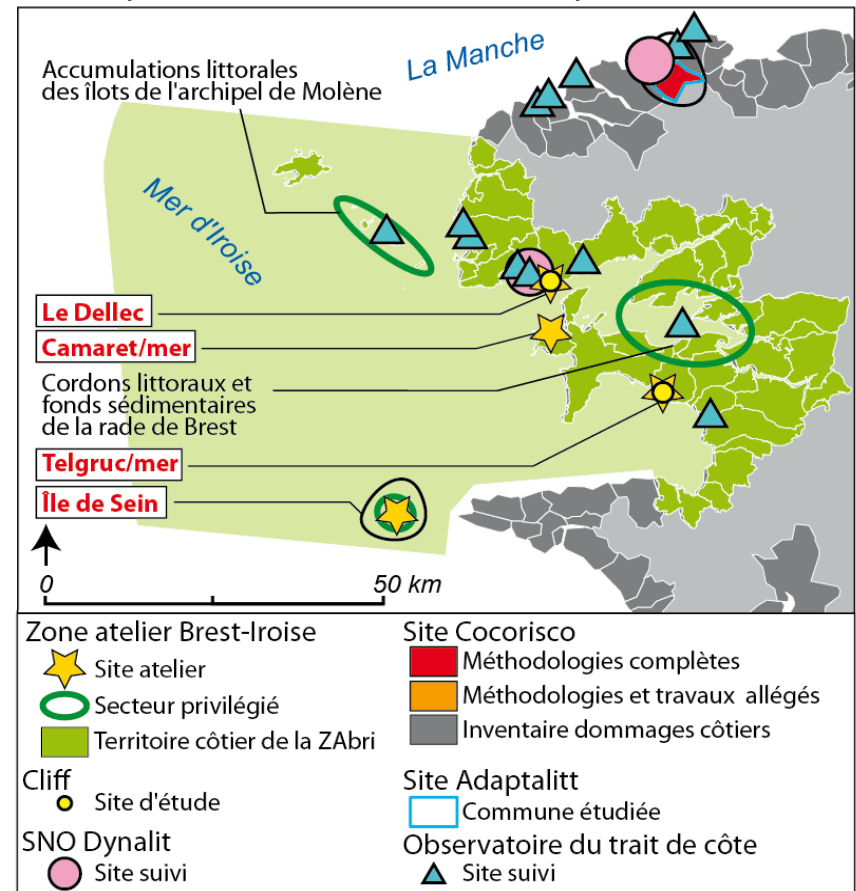 La Manche
Accumulations littorales
des îlots de l'archipel de Molène
Mer d'Iroise
Le Dellec
Camaret/mer
Cordons littoraux et
fonds sédimentaires
de la rade de Brest
Telgruc/mer
Île de Sein
0 50 km
Zone atelier Brest-Iroise
Site atelier
Secteur privilégié
Territoire côtier de la ZAbri
Cliff
Site d'étude
SNO Dynalit
Site suivi
Site Cocorisco
Méthodologies complètes
Méthodologies et travaux allégés
Inventaire dommages côtiers
Site Adaptalitt
Commune étudiée
Observatoire du trait de côte
Site suivi